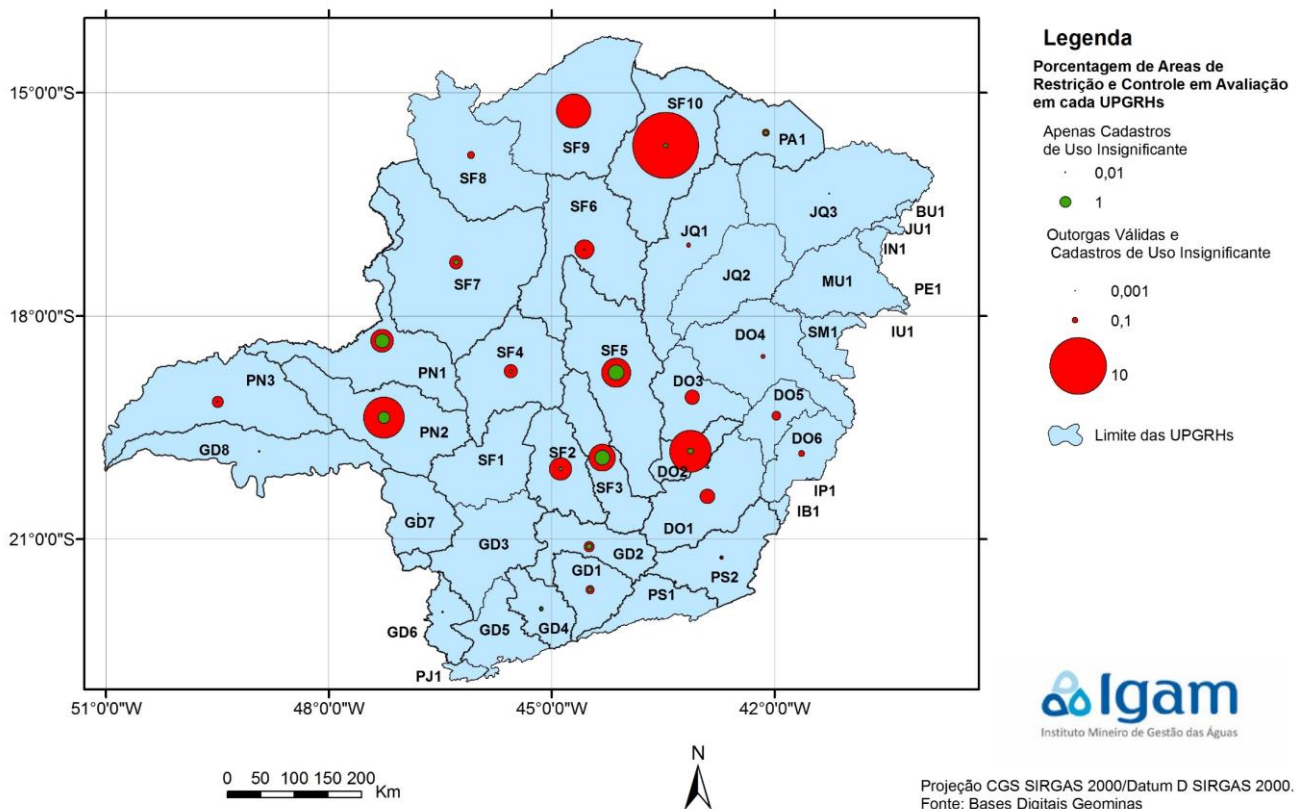 Legenda
Porcentagem de Areas de
Restrição e Controle em Avaliação
em cada UPGRHs
Apenas Cadastros
de Uso Insignificante
0,01
1
Outorgas Válidas e
Cadastros de Uso Insignificante
0,001
0,1
10
Limite das UPGRHs
15°0'0"S
18°0'0"S
21°0'0"S
51°0'0"W
48°0'0"W
45°0'0"W
42°0'0"W
SF10
PA1
SF9
SF8
SF6
JQ3
BU1
JU1
JQ1
IN1
SF7
JQ2
MU1
PE1
IU1
SM1
DO4
SF5
SF4
PN3
PN1
DO3
DO5
PN2
DO6
GD8
SF1
SF2
SF3
DO2
IP1
IB1
GD7
DO1
GD3
GD2
GD1
PS2
PS1
GD6
GD5
GD4
PJ1
0 50 100 150 200
Km
N
Igam
Instituto Mineiro de Gestão das Águas
Projeção CGS SIRGAS 2000/Datum D SIRGAS 2000.
Fonte: Bases Digitais Geominas